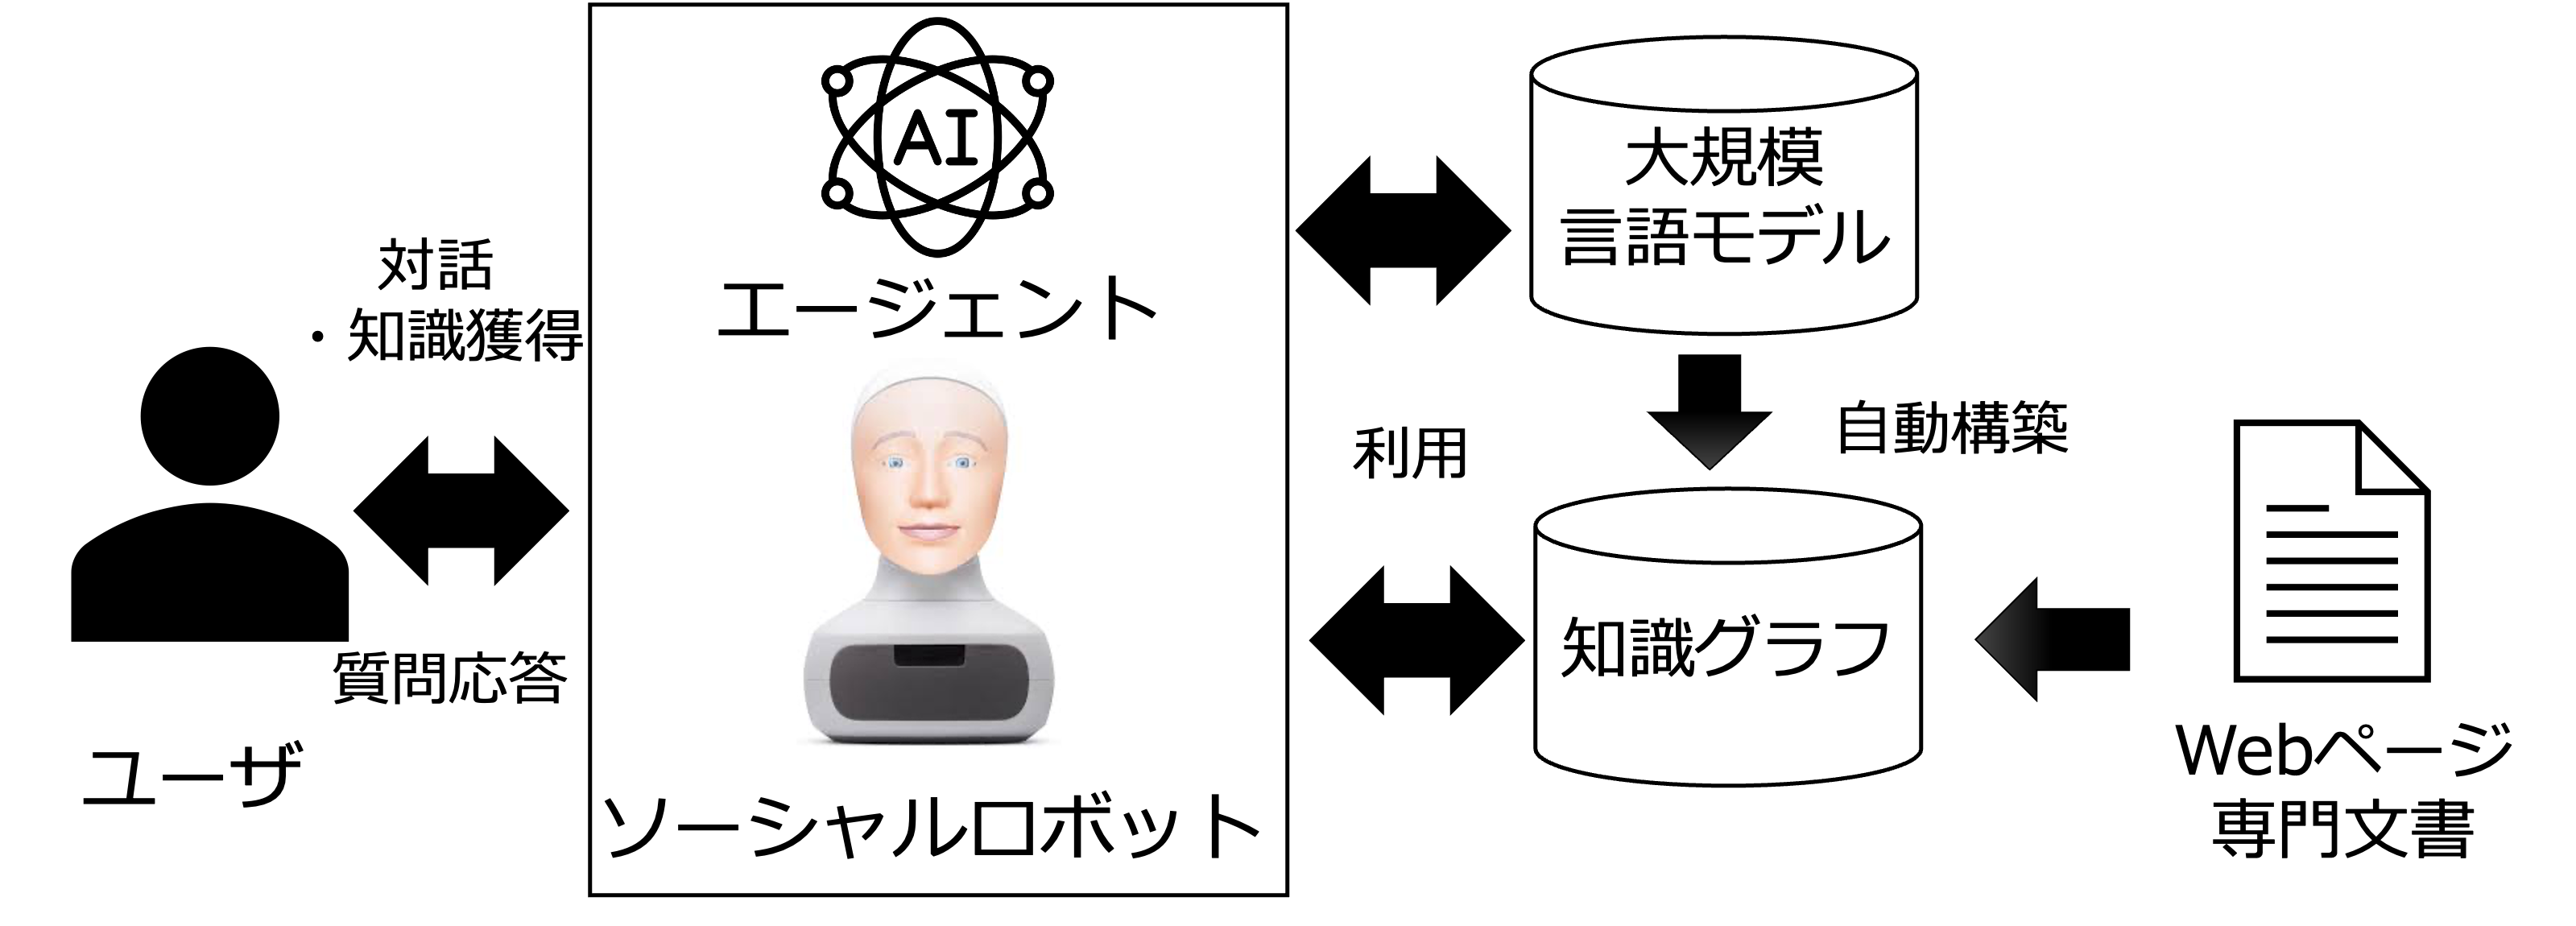 対話
・知識獲得
質問応答
ユーザ
AI
エージェント
ソーシャルロボット
大規模
言語モデル
利用
自動構築
知識グラフ
Webページ
専門文書